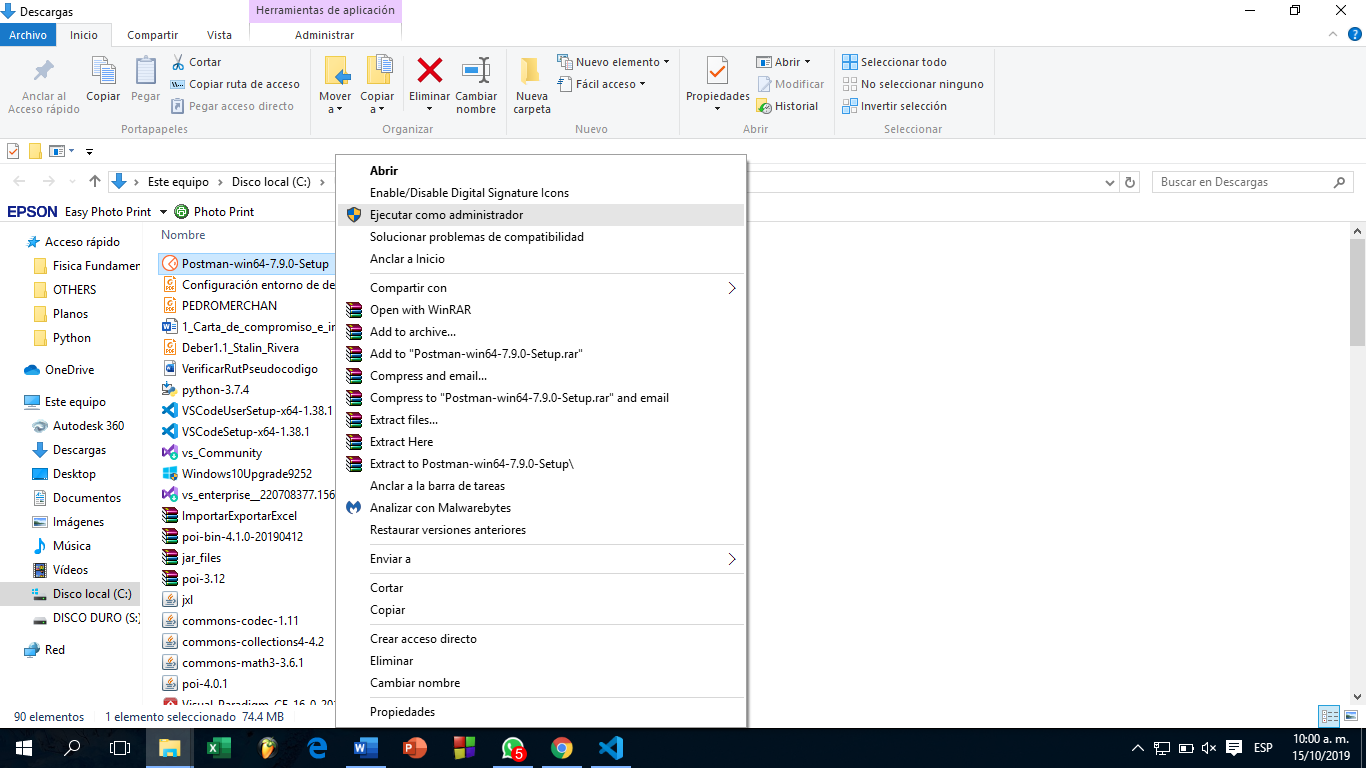 Descargas
Herramientas de aplicación
Archivo
Inicio
Compartir
Vista
Administrar
Anclar al
Acceso rápido
Copiar
Pegar
Cortar
Copiar ruta de acceso
Pegar acceso directo
Portapapeles
Mover
a
Copiar
a
Eliminar
Cambiar
nombre
Organizar
Nueva
carpeta
Nuevo elemento
Fácil acceso
Nuevo
Propiedades
Abrir
Modificar
Historial
Abrir
Seleccionar todo
No seleccionar ninguno
Invertir selección
Seleccionar
Este equipo
Disco local (C:)
Buscar en Descargas
EPSON
Easy Photo Print
Photo Print
Acceso rápido
Fisica Fundamen
OTHERS
Planos
Python
OneDrive
Este equipo
Autodesk 360
Descargas
Desktop
Documentos
Imágenes
Música
Vídeos
Disco local (C:)
DISCO DURO (S:)
Red
Nombre
Postman-win64-7.9.0-Setup
Configuración entorno de de
PEDROMERCHAN
1_Carta_de_compromiso_e_in
Deber1.1_Stalin_Rivera
VerificarRutPseudocodigo
python-3.7.4
VSCodeUserSetup-x64-1.38.1
VSCodeSetup-x64-1.38.1
vs_Community
Windows10Upgrade9252
vs_enterprise__220708377.156
ImportarExportarExcel
poi-bin-4.1.0-20190412
jar_files
poi-3.12
jxl
commons-codec-1.11
commons-collections4-4.2
commons-math3-3.6.1
poi-4.0.1
Visual_Paradigm_CE_16_0_201
Abrir
Enable/Disable Digital Signature Icons
Ejecutar como administrador
Solucionar problemas de compatibilidad
Anclar a Inicio
Compartir con
Open with WinRAR
Add to archive...
Add to "Postman-win64-7.9.0-Setup.rar"
Compress and email...
Compress to "Postman-win64-7.9.0-Setup.rar" and email
Extract files...
Extract Here
Extract to Postman-win64-7.9.0-Setup\
Anclar a la barra de tareas
Analizar con Malwarebytes
Restaurar versiones anteriores
Enviar a
Cortar
Copiar
Crear acceso directo
Eliminar
Cambiar nombre
Propiedades
90 elementos
1 elemento seleccionado 74.4 MB
5
ESP
10:00 a. m.
15/10/2019